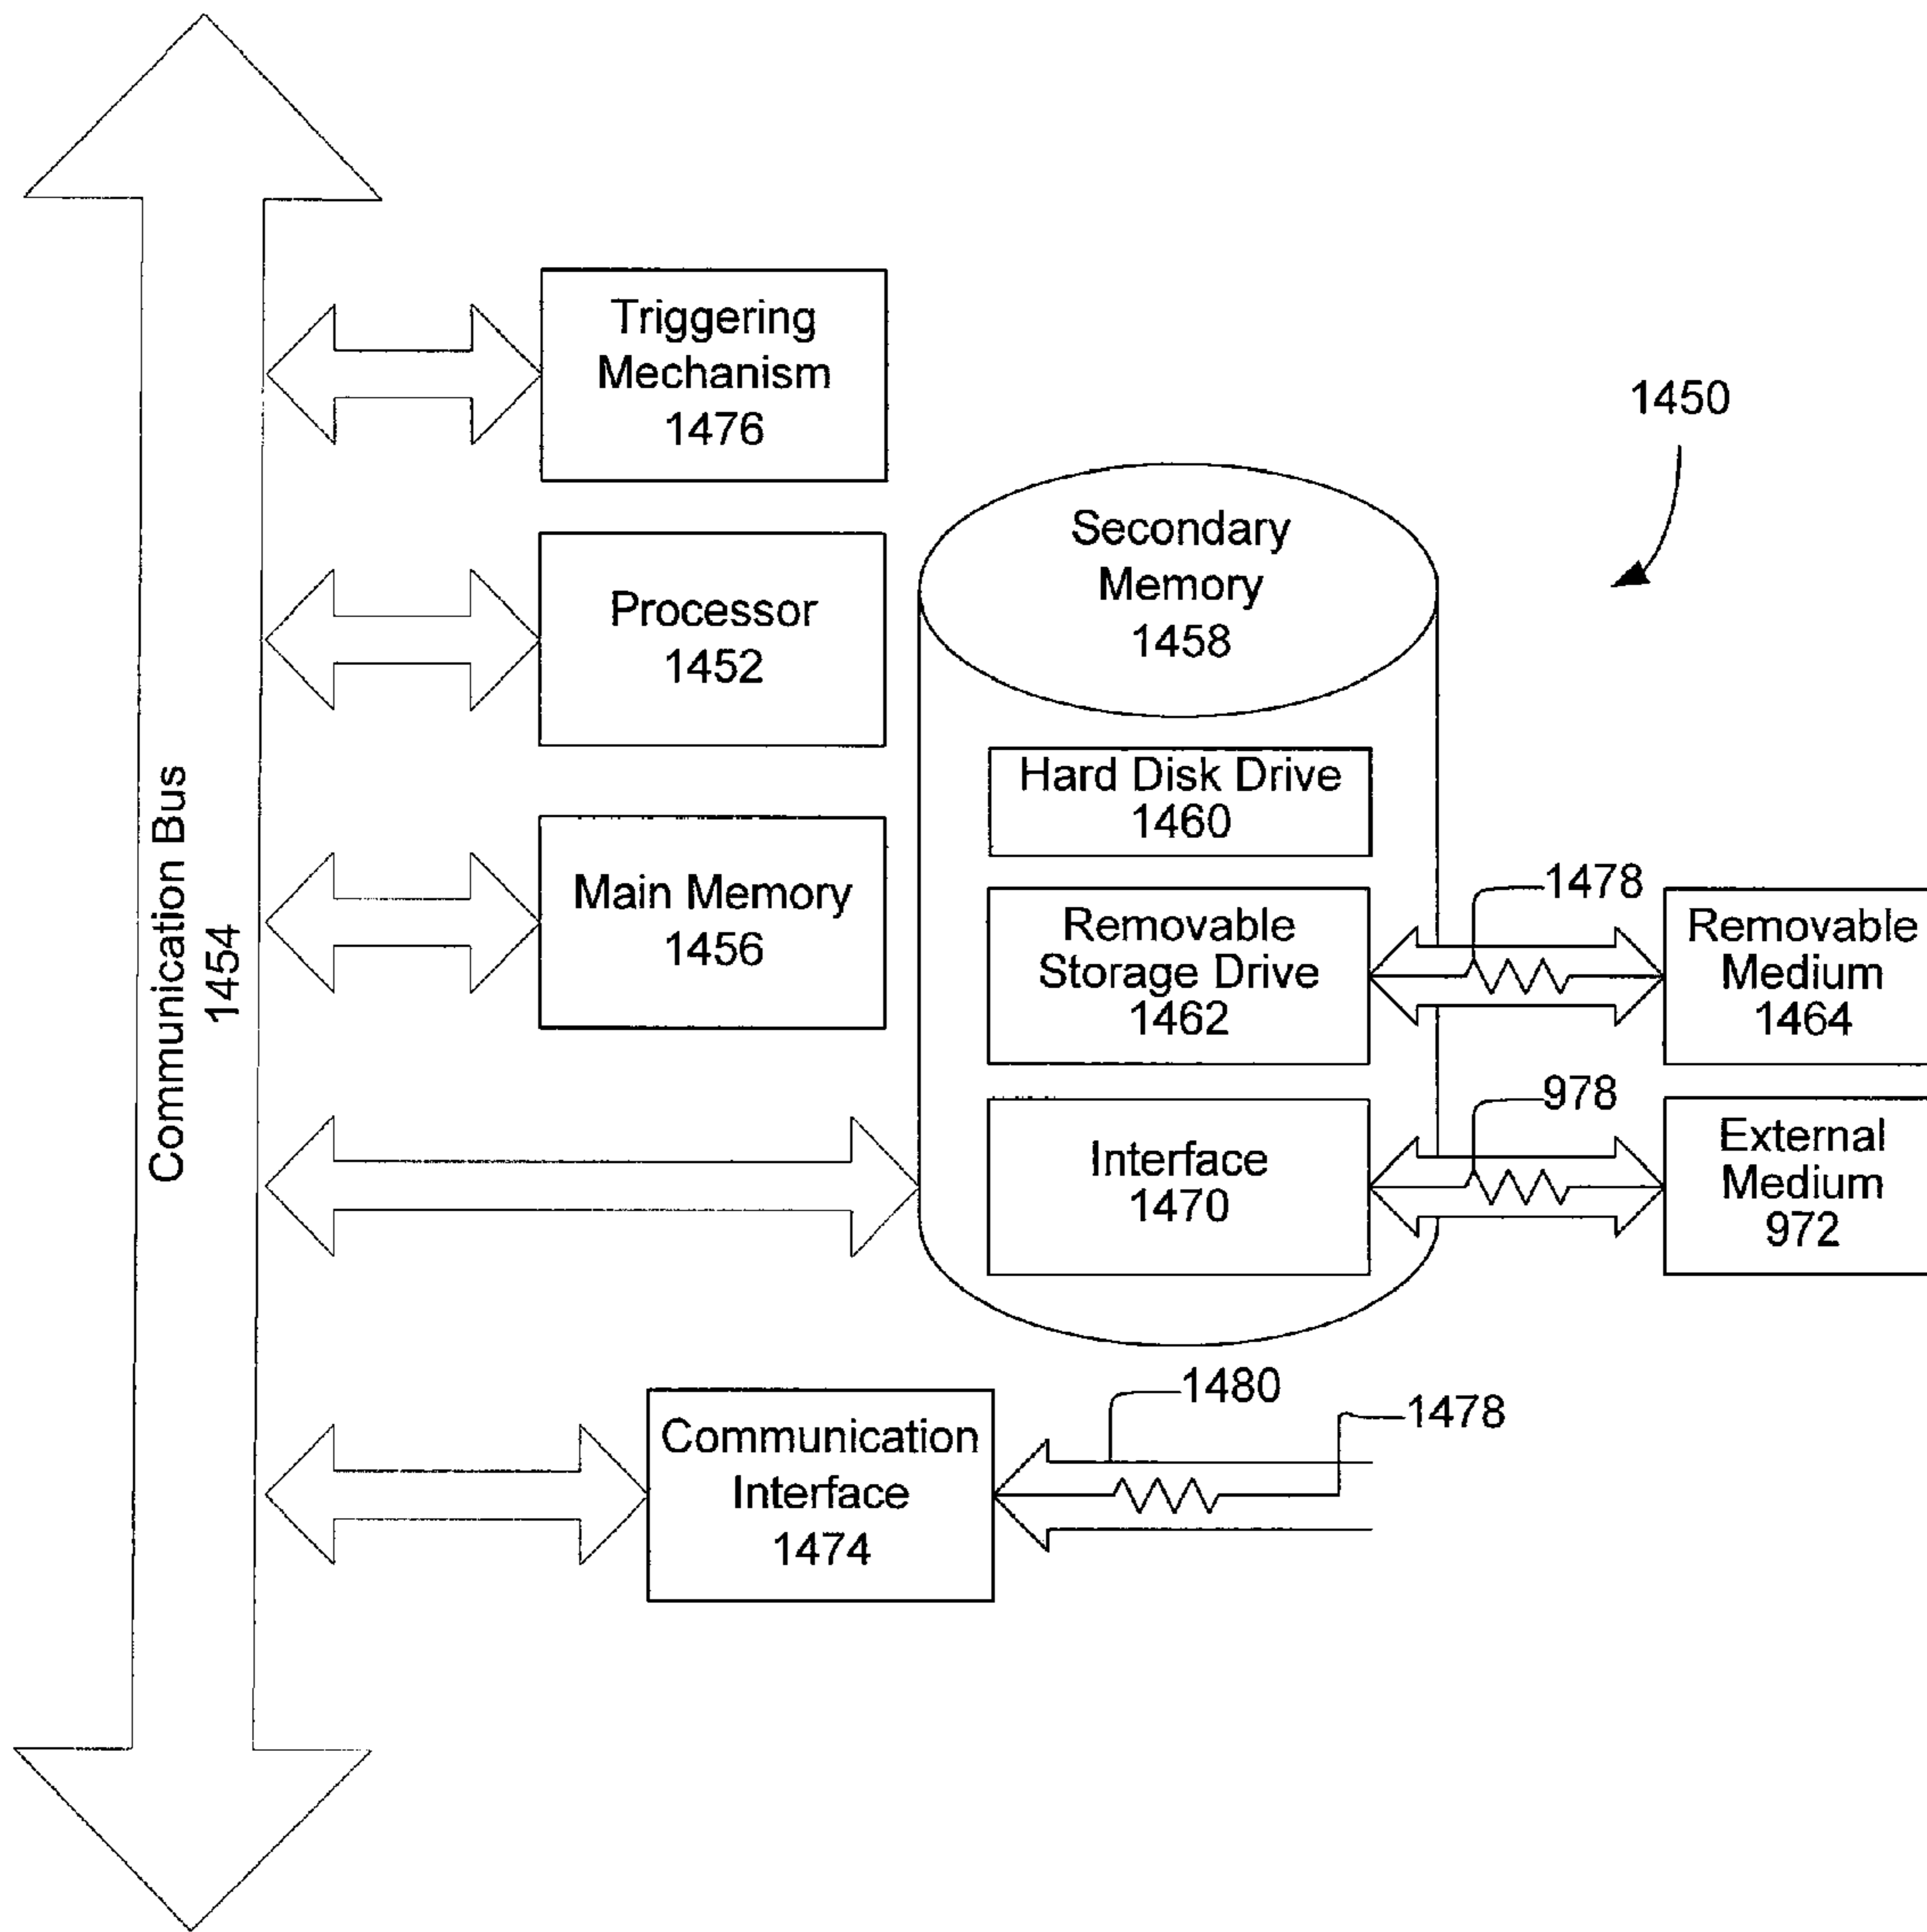 Communication Bus
1454
Triggering
Mechanism
1476
1450
Processor
1452
Secondary
Memory
1458
Hard Disk Drive
1460
Main Memory
1456
Removable
Storage Drive
1462
1478
Removable
Medium
1464
Interface
1470
978
External
Medium
972
Communication
Interface
1474
1480
1478